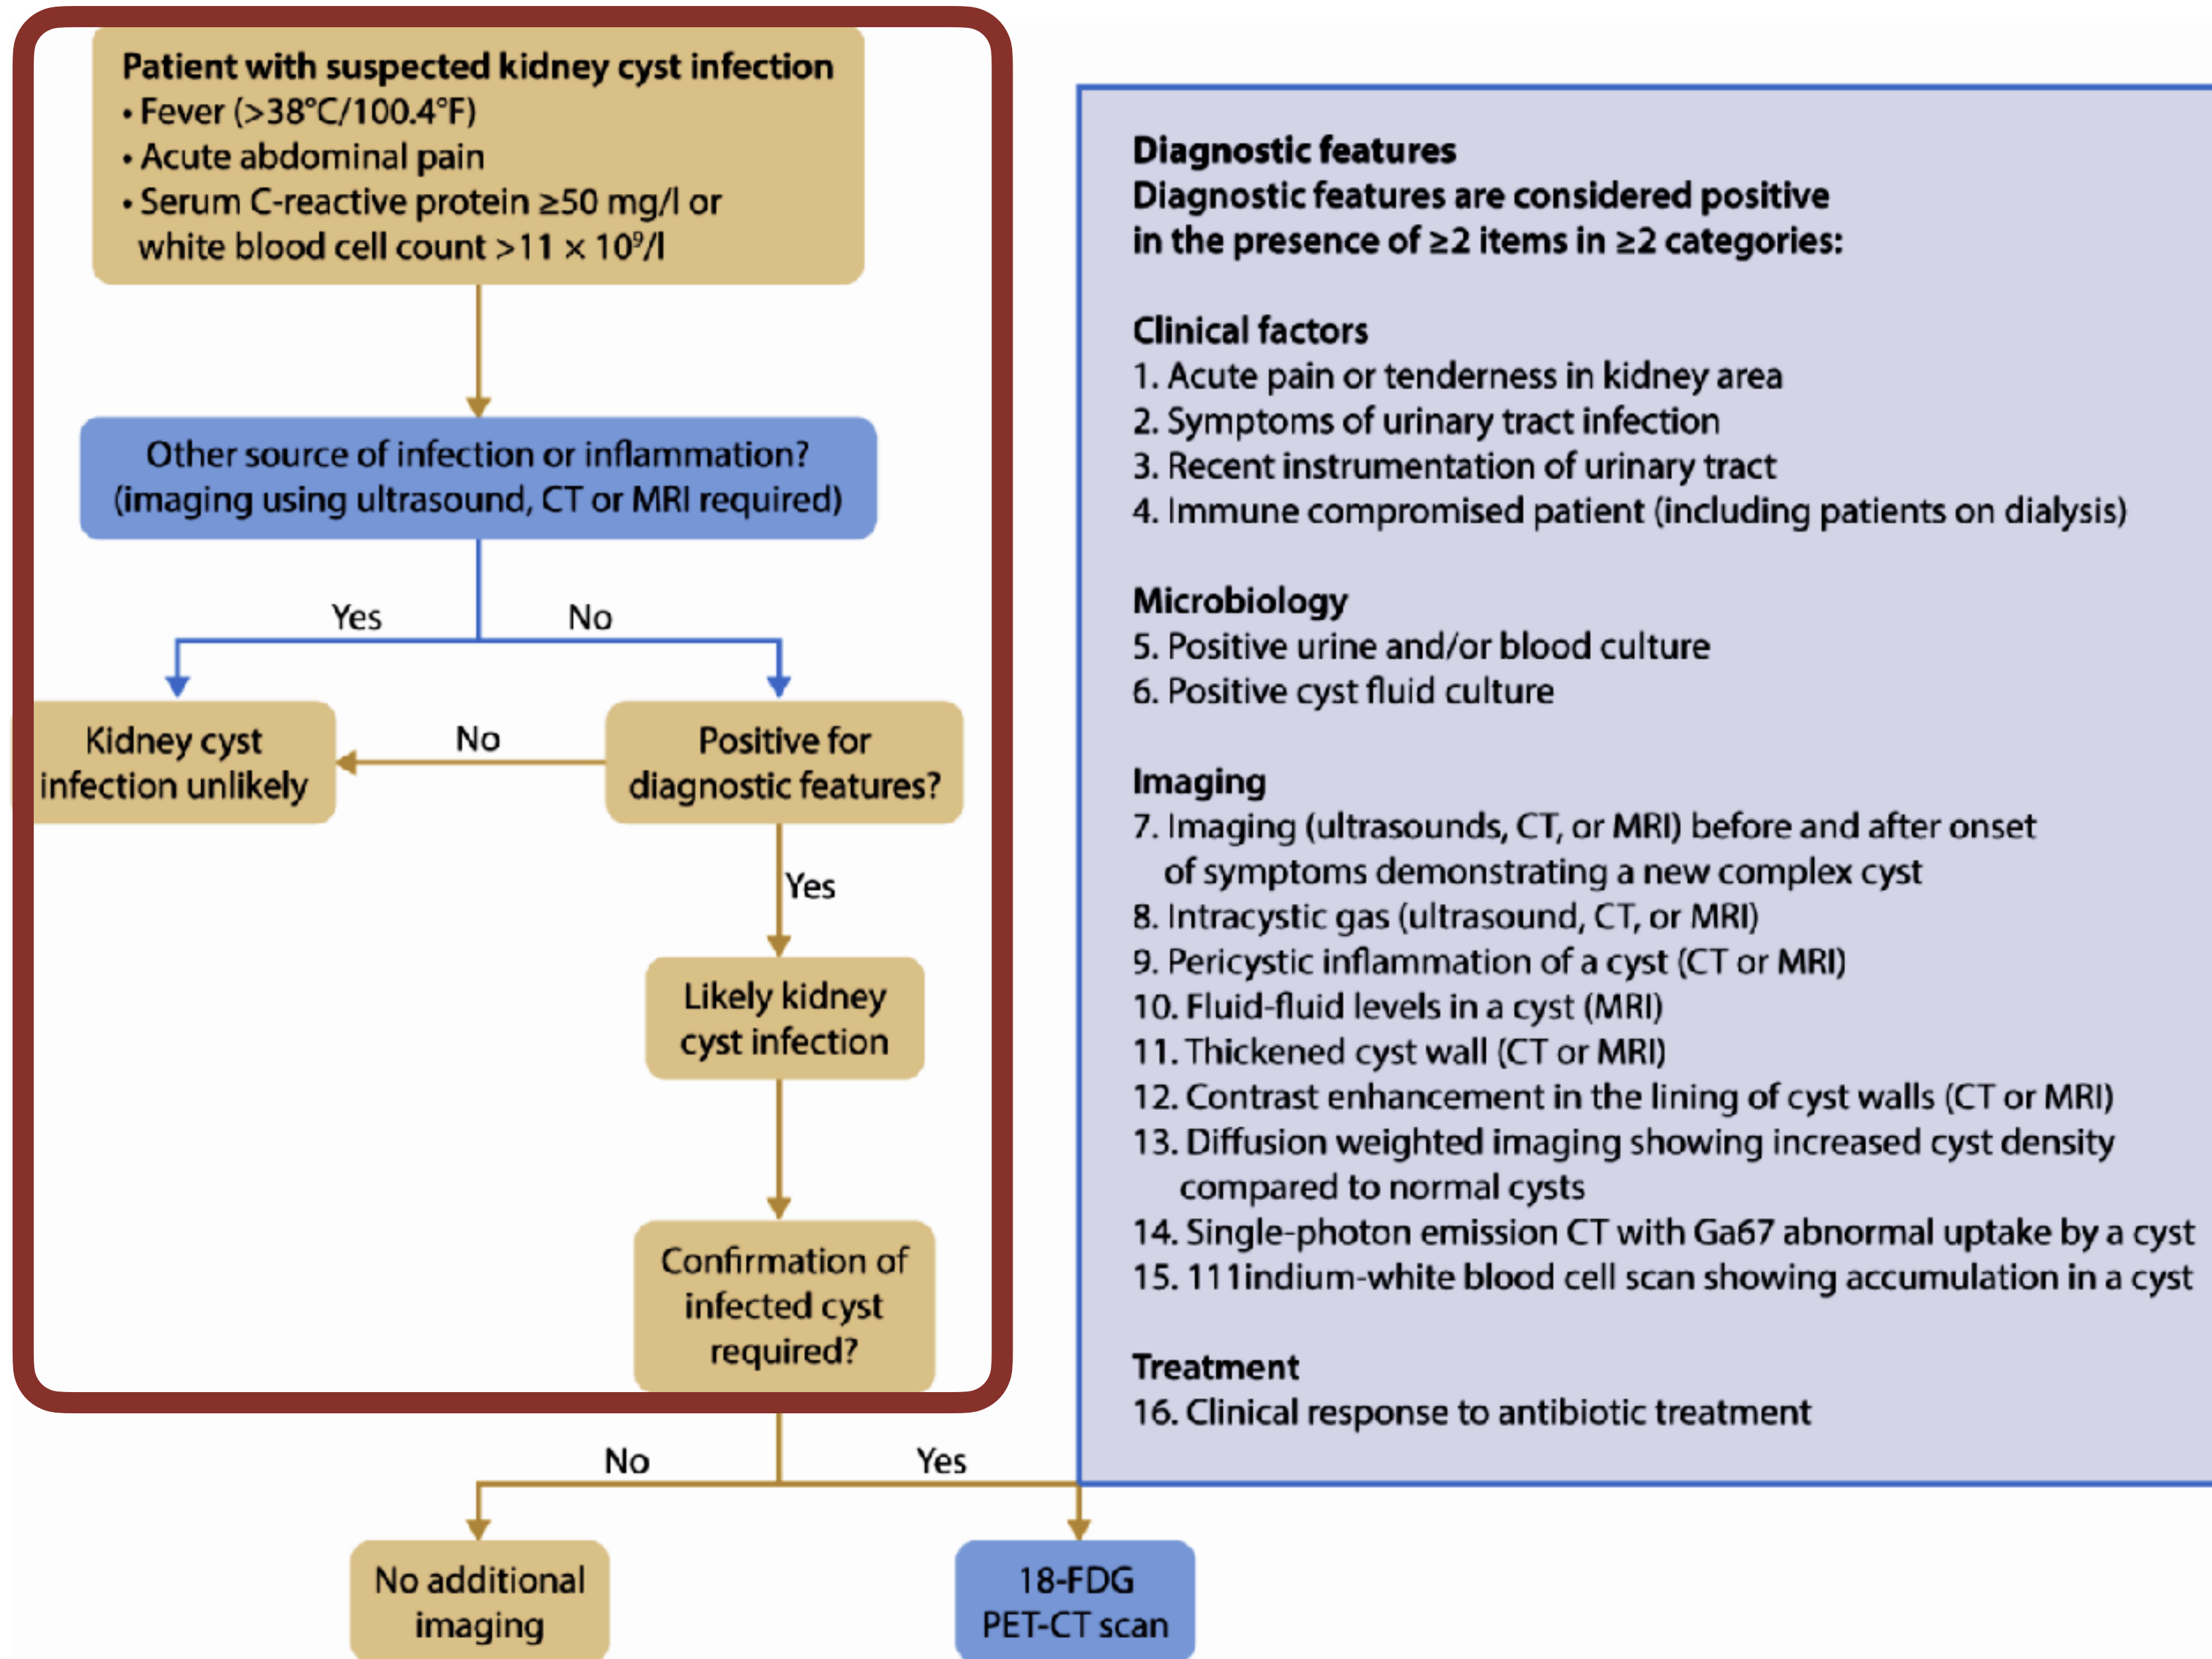 Patient with suspected kidney cyst infection
• Fever (>38°C/100.4°F)
• Acute abdominal pain
• Serum C-reactive protein ≥50 mg/l or
white blood cell count >11 × 10⁹/l
Other source of infection or inflammation?
(imaging using ultrasound, CT or MRI required)
Yes
No
Kidney cyst
infection unlikely
No
Positive for
diagnostic features?
Yes
Likely kidney
cyst infection
Confirmation of
infected cyst
required?
No
Yes
No additional
imaging
18-FDG
PET-CT scan
Diagnostic features
Diagnostic features are considered positive
in the presence of ≥2 items in ≥2 categories:
Clinical factors
1. Acute pain or tenderness in kidney area
2. Symptoms of urinary tract infection
3. Recent instrumentation of urinary tract
4. Immune compromised patient (including patients on dialysis)
Microbiology
5. Positive urine and/or blood culture
6. Positive cyst fluid culture
Imaging
7. Imaging (ultrasounds, CT, or MRI) before and after onset
of symptoms demonstrating a new complex cyst
8. Intracystic gas (ultrasound, CT, or MRI)
9. Pericystic inflammation of a cyst (CT or MRI)
10. Fluid-fluid levels in a cyst (MRI)
11. Thickened cyst wall (CT or MRI)
12. Contrast enhancement in the lining of cyst walls (CT or MRI)
13. Diffusion weighted imaging showing increased cyst density
compared to normal cysts
14. Single-photon emission CT with Ga67 abnormal uptake by a cyst
15. 111indium-white blood cell scan showing accumulation in a cyst
Treatment
16. Clinical response to antibiotic treatment